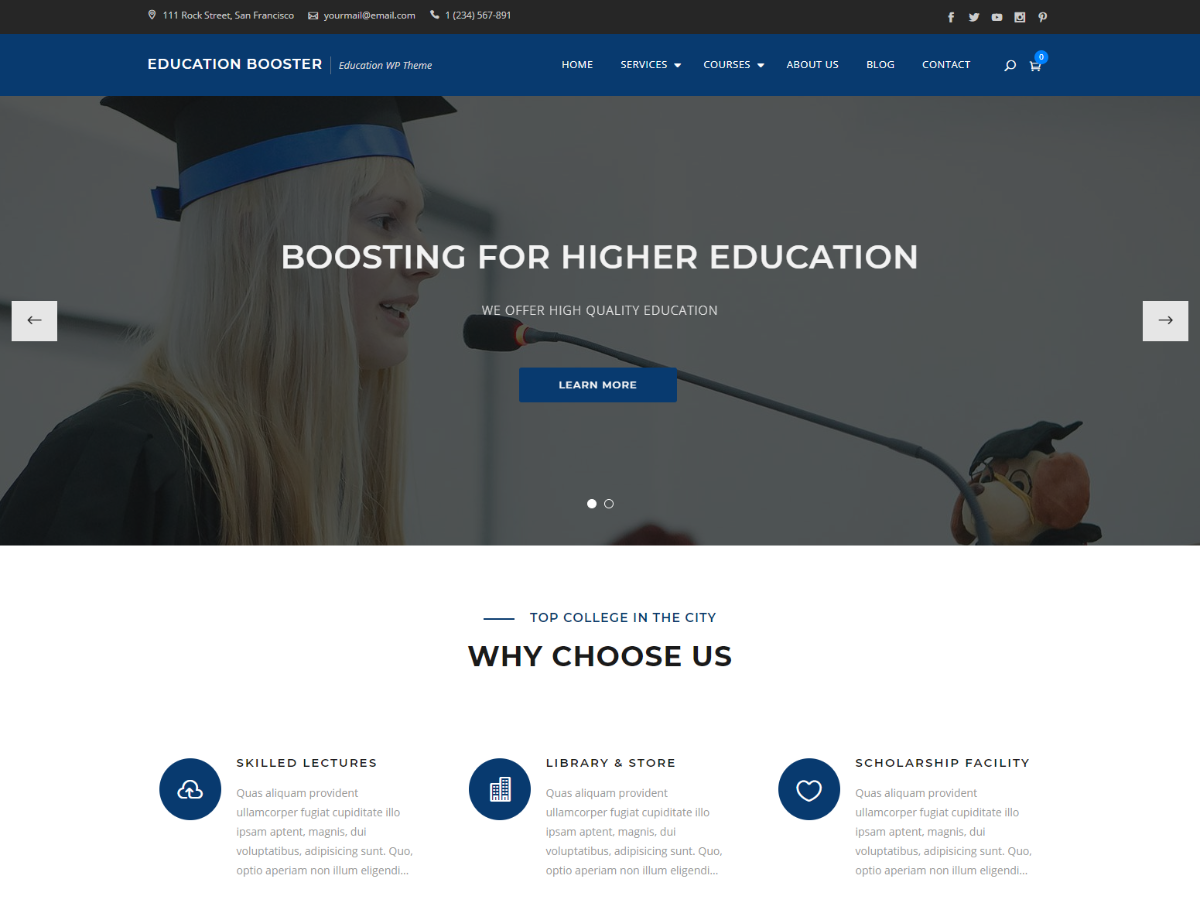 111 Rock Street, San Francisco yourmail@email.com 1 (234) 567-891
EDUCATION BOOSTER Education WP Theme HOME SERVICES COURSES ABOUT US BLOG CONTACT 0
BOOSTING FOR HIGHER EDUCATION
WE OFFER HIGH QUALITY EDUCATION
LEARN MORE
TOP COLLEGE IN THE CITY
WHY CHOOSE US
SKILLED LECTURES
Quas aliquam provident
ullamcorper fugiat cupiditate illo
ipsam aptent, magnis, dui
voluptatibus, adipisicing sunt. Quo,
optio aperiam non illum eligendi...
LIBRARY & STORE
Quas aliquam provident
ullamcorper fugiat cupiditate illo
ipsam aptent, magnis, dui
voluptatibus, adipisicing sunt. Quo,
optio aperiam non illum eligendi...
SCHOLARSHIP FACILITY
Quas aliquam provident
ullamcorper fugiat cupiditate illo
ipsam aptent, magnis, dui
voluptatibus, adipisicing sunt. Quo,
optio aperiam non illum eligendi...